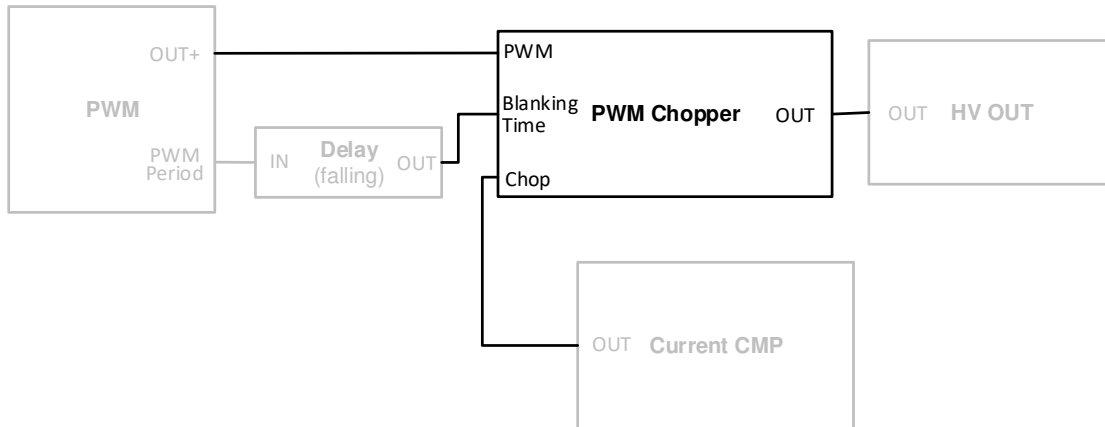 OUT+
PWM
PWM
Period
IN
Delay
(falling)
OUT
PWM
Blanking
Time
PWM Chopper
OUT
Chop
OUT
HV OUT
OUT
Current CMP